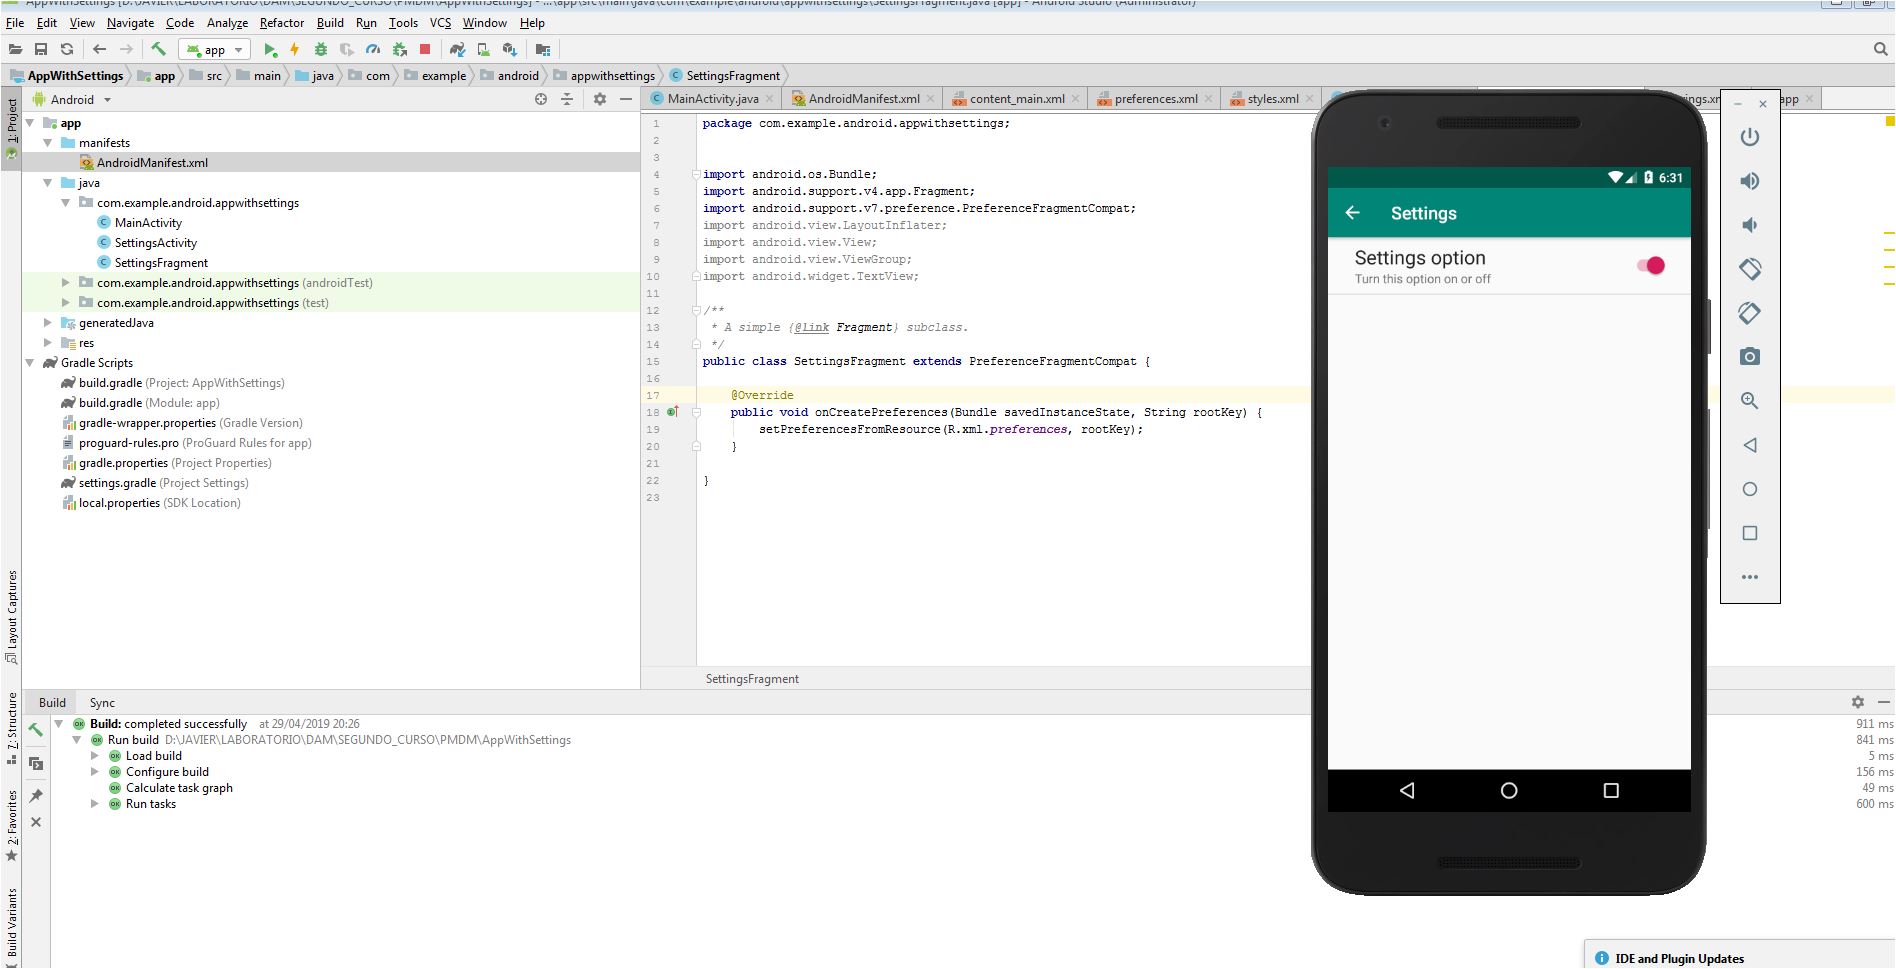 AppWithSettings [D:\JAVIER\LABORATORIO\DAM\SEGUNDO_CURSO\PMDM\AppWithSettings] - ...\app\src\main\java\com\example\android\appwithsettings\SettingsFragment.java [app] - Android Studio (Administrator)
File Edit View Navigate Code Analyze Refactor Build Run Tools VCS Window Help
app
AppWithSettings app src main java com example android appwithsettings SettingsFragment
Android
MainActivity.java AndroidManifest.xml content_main.xml preferences.xml styles.xml app
1: Project
Layout Captures
7: Structure
2: Favorites
Build Variants
app
manifests
AndroidManifest.xml
java
com.example.android.appwithsettings
MainActivity
SettingsActivity
SettingsFragment
com.example.android.appwithsettings (androidTest)
com.example.android.appwithsettings (test)
generatedJava
res
Gradle Scripts
build.gradle (Project: AppWithSettings)
build.gradle (Module: app)
gradle-wrapper.properties (Gradle Version)
proguard-rules.pro (ProGuard Rules for app)
gradle.properties (Project Properties)
settings.gradle (Project Settings)
local.properties (SDK Location)
1 package com.example.android.appwithsettings;
2
3
4 import android.os.Bundle;
5 import android.support.v4.app.Fragment;
6 import android.support.v7.preference.PreferenceFragmentCompat;
7 import android.view.LayoutInflater;
8 import android.view.View;
9 import android.view.ViewGroup;
10 import android.widget.TextView;
11
12 /**
13 * A simple {@link Fragment} subclass.
14 */
15 public class SettingsFragment extends PreferenceFragmentCompat {
16
17 @Override
18 public void onCreatePreferences(Bundle savedInstanceState, String rootKey) {
19 setPreferencesFromResource(R.xml.preferences, rootKey);
20 }
21
22 }
23
SettingsFragment
6:31
Settings
Settings option
Turn this option on or off
Build Sync
Build: completed successfully at 29/04/2019 20:26 911 ms
Run build D:\JAVIER\LABORATORIO\DAM\SEGUNDO_CURSO\PMDM\AppWithSettings 841 ms
Load build 5 ms
Configure build 156 ms
Calculate task graph 49 ms
Run tasks 600 ms
IDE and Plugin Updates